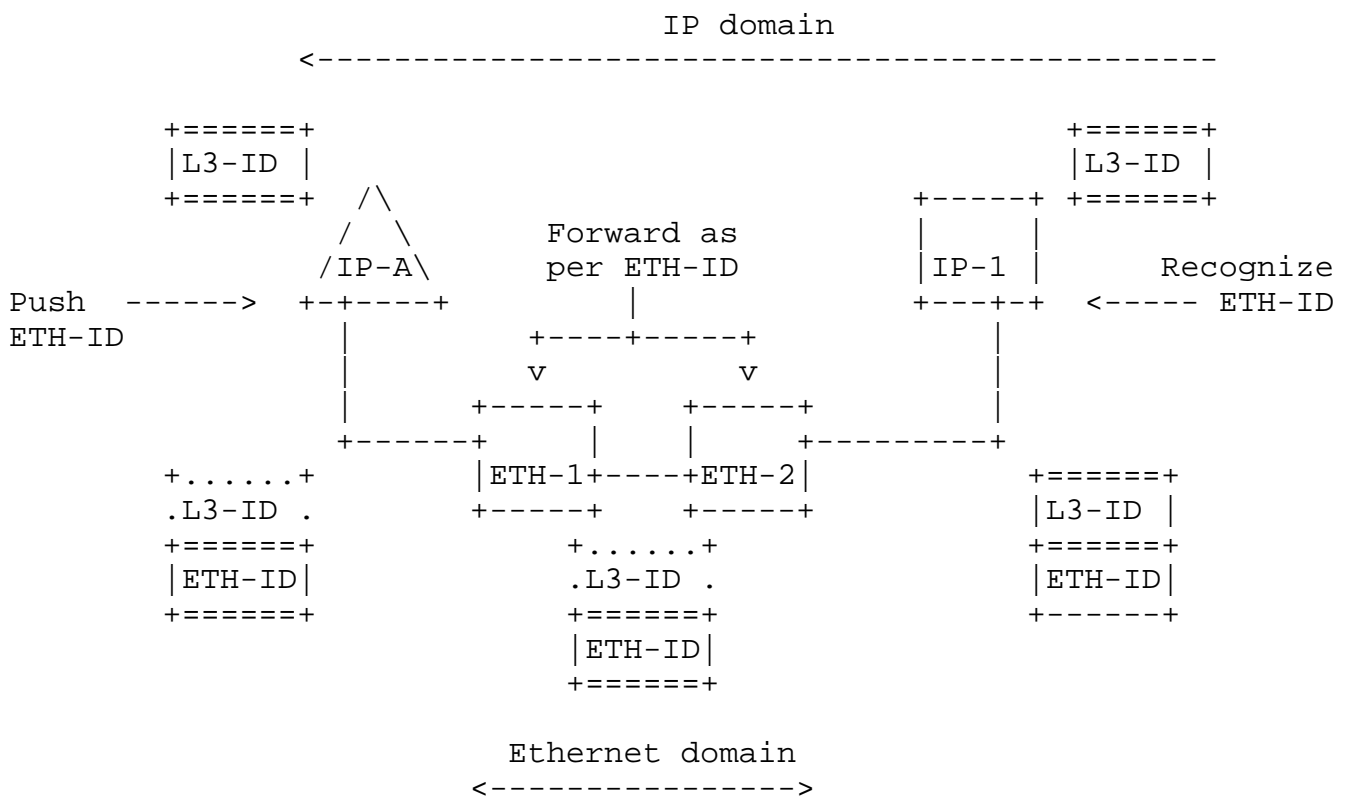 IP domain
<-----------------------------------------------
+======+ +======+
|L3-ID | |L3-ID |
+======+ /\ +-----+ +======+
/ \ Forward as | |
/IP-A\ per ETH-ID |IP-1 | Recognize
Push ------> +-+----+ | +---+-+ <----- ETH-ID
ETH-ID | +----+-----+ |
| v v |
| +-----+ +-----+ |
+------+ | | +---------+
+......+ |ETH-1+----+ETH-2| +======+
.L3-ID . +-----+ +-----+ |L3-ID |
+======+ +......+ +======+
|ETH-ID| .L3-ID . |ETH-ID|
+======+ +======+ +------+
|ETH-ID|
+======+
Ethernet domain
<---------------->